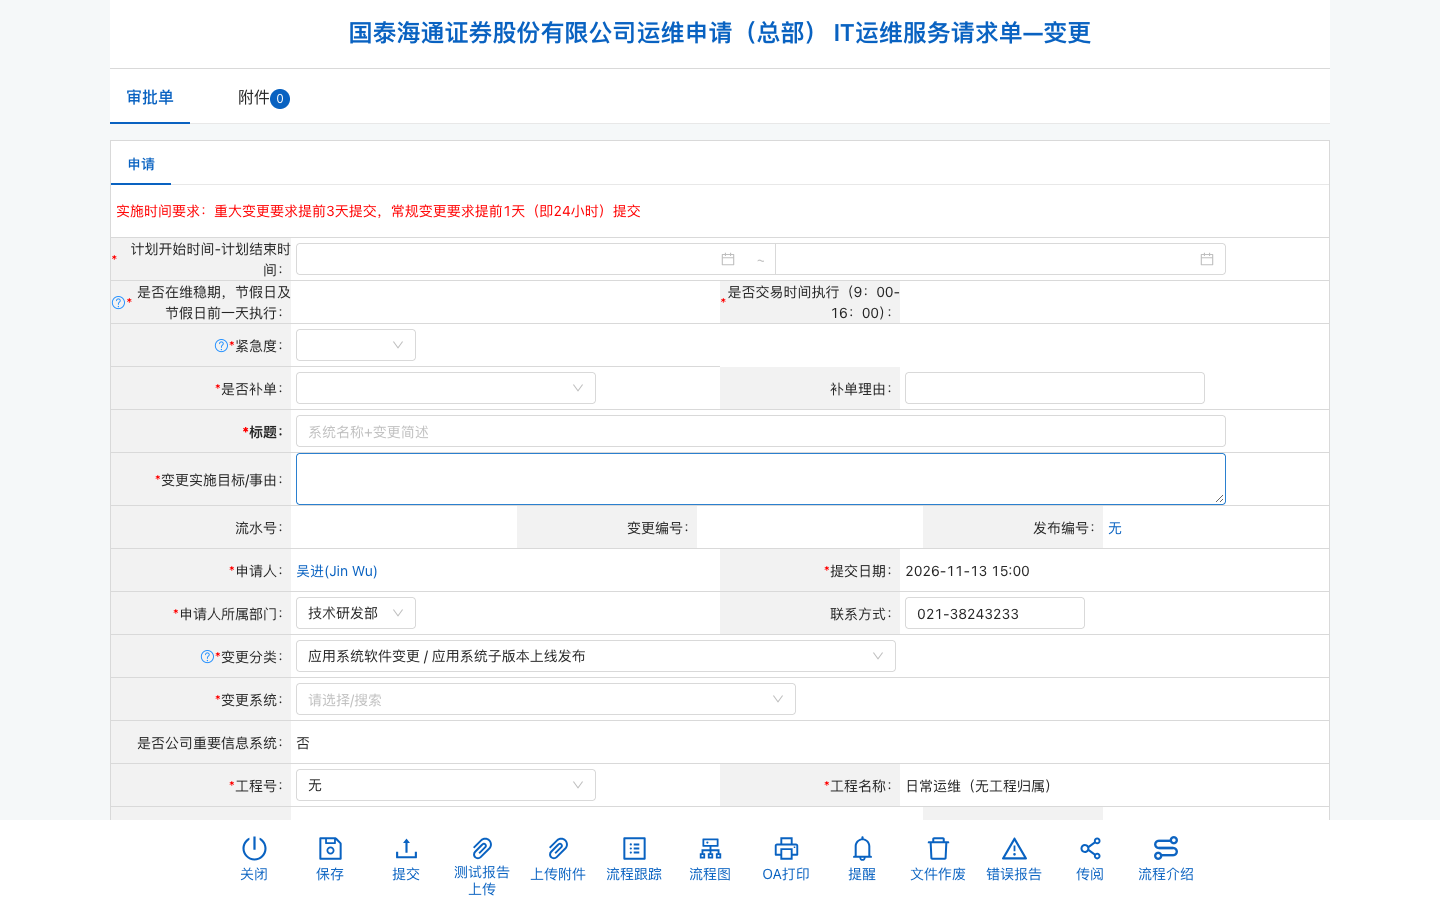 国泰海通证券股份有限公司运维申请（总部） IT运维服务请求单—变更
审批单
附件0
申请
实施时间要求：重大变更要求提前3天提交，常规变更要求提前1天（即24小时）提交
*计划开始时间-计划结束时间：
~
*是否在维稳期，节假日及节假日前一天执行：
*是否交易时间执行（9：00-16：00)：
*紧急度：
*是否补单：
补单理由：
*标题：
系统名称+变更简述
*变更实施目标/事由：
流水号：
变更编号：
发布编号：
无
*申请人：
吴进(Jin Wu)
*提交日期：
2026-11-13 15:00
*申请人所属部门：
技术研发部
联系方式：
021-38243233
*变更分类：
应用系统软件变更 / 应用系统子版本上线发布
*变更系统：
请选择/搜索
是否公司重要信息系统：
否
*工程号：
无
*工程名称：
日常运维（无工程归属）
关闭
保存
提交
测试报告上传
上传附件
流程跟踪
流程图
OA打印
提醒
文件作废
错误报告
传阅
流程介绍